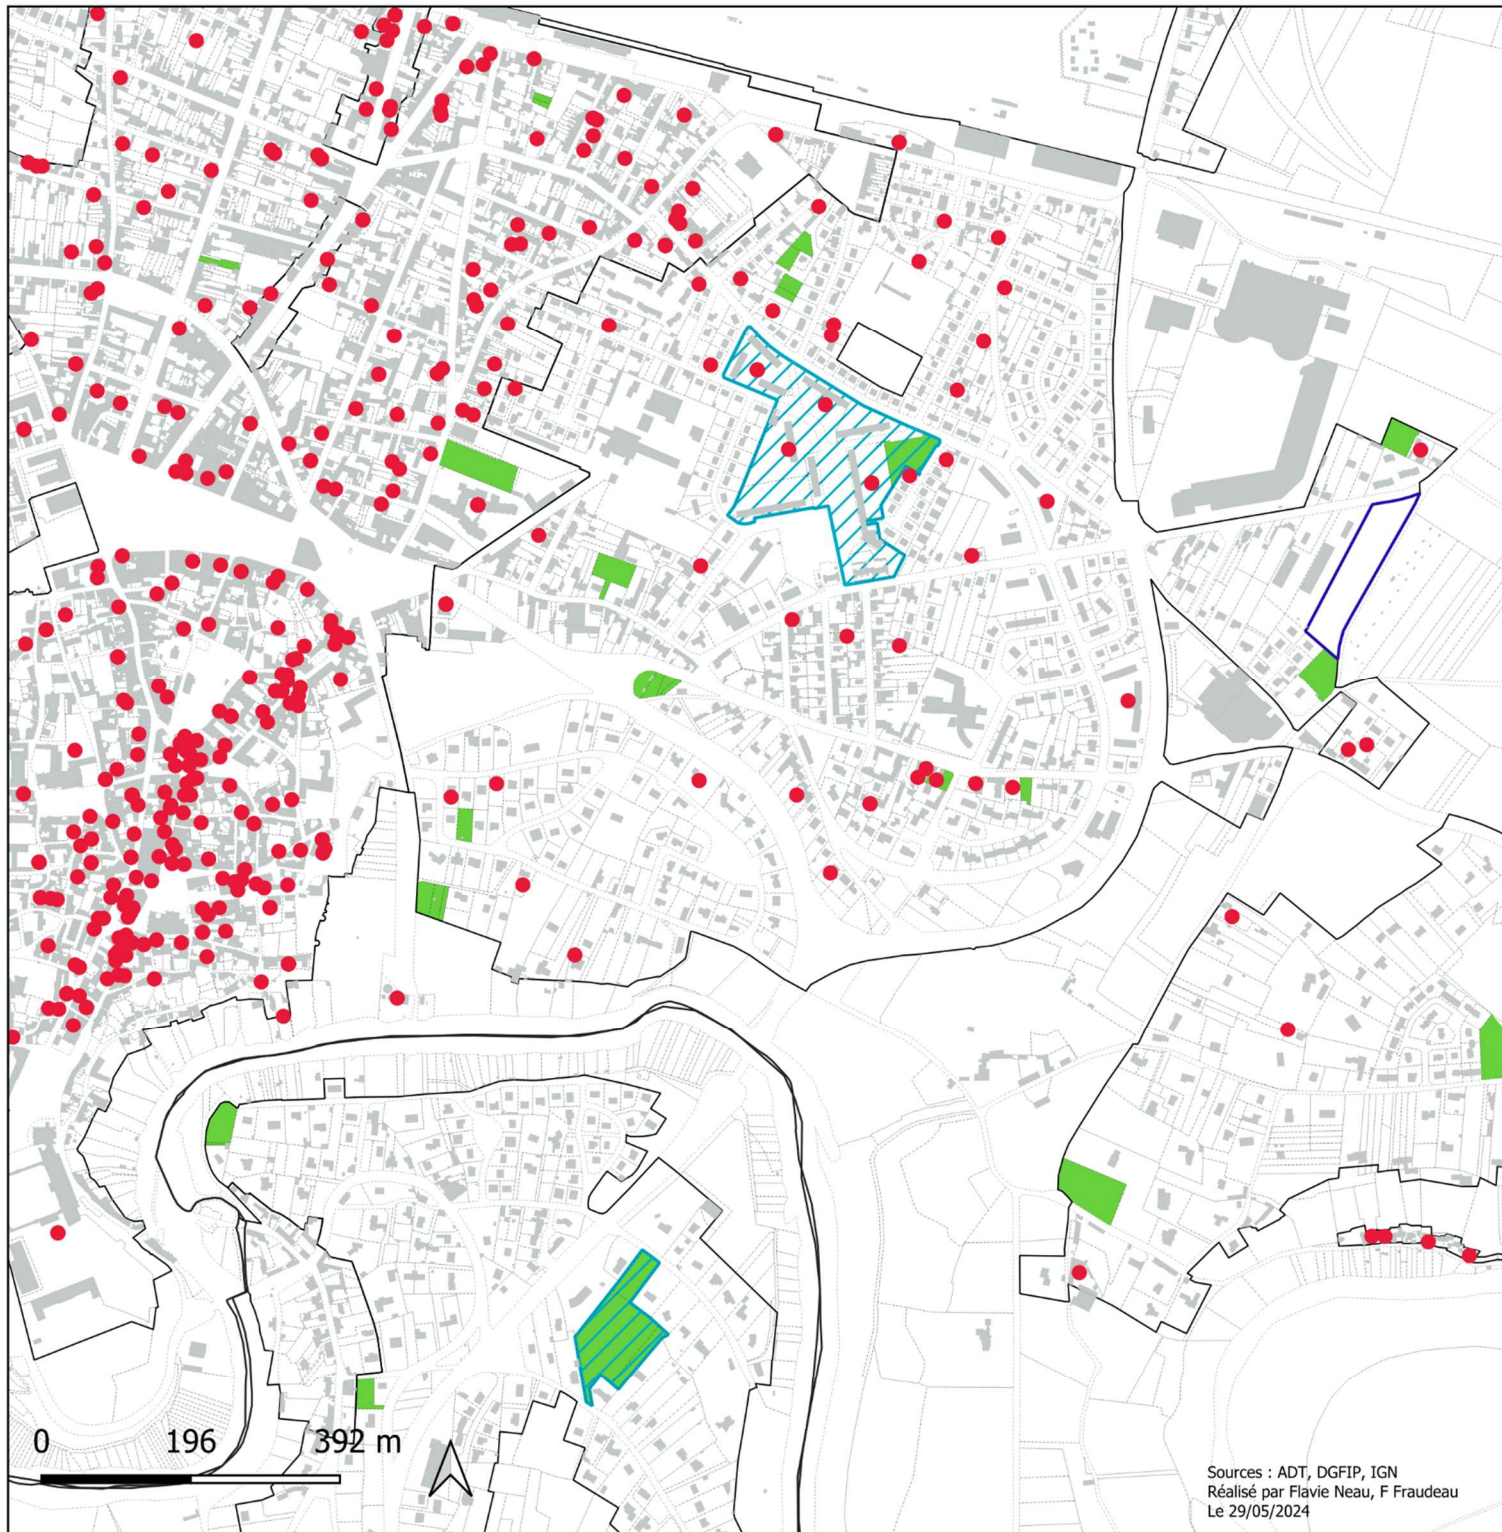 0 196 392 m
Sources : ADT, DGFIP, IGN
Réalisé par Flavie Neau, F Fraudeau
Le 29/05/2024